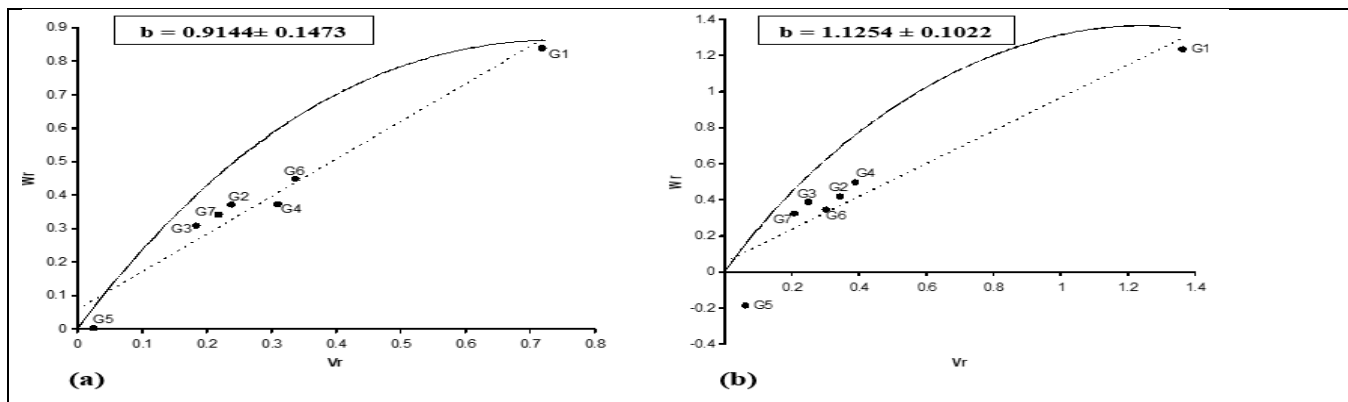 b = 0.9144± 0.1473
0.9
0.8
0.7
0.6
0.5
0.4
0.3
0.2
0.1
0
Wr
G1
G6
G2
G7
G4
G3
G5
0 0.1 0.2 0.3 0.4 0.5 0.6 0.7 0.8
Vr
(a)
b = 1.1254 ± 0.1022
1.4
1.2
1
0.8
0.6
0.4
0.2
0
-0.2
-0.4
Wr
G1
G4
G3
G2
G7
G6
G5
0.2 0.4 0.6 0.8 1 1.2 1.4
Vr
(b)